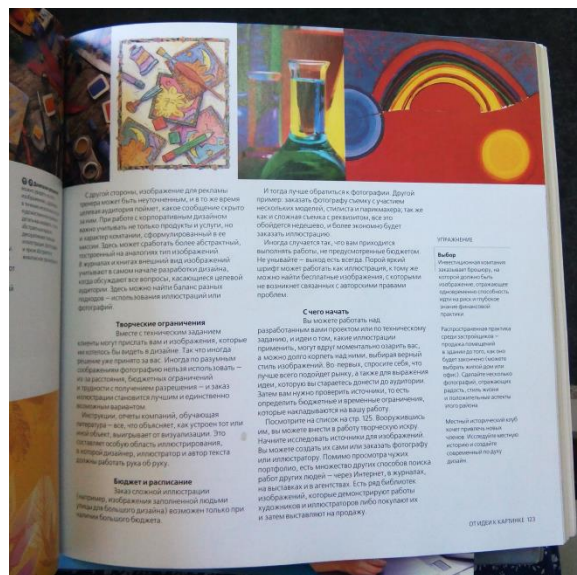 С другой стороны, изображение для рекламы
тренера может быть неуточненным, и в то же время
целевая аудитория поймет, какое сообщение скрыто
за ним. При работе с корпоративным дизайном
важно учитывать не только продукты и услуги, но
и характер компании, сформулированный в ее
миссии. Здесь может сработать более абстрактный,
построенный на аналогиях тип изображений.
В журналах и книгах внешний вид изображений
учитывают в самом начале разработки дизайна,
когда обсуждают все вопросы, касающиеся целевой
аудитории. Здесь можно найти баланс разных
подходов — использования иллюстраций или
фотографий
Творческие ограничения
Вместе с техническим заданием
клиенты могут прислать вам и изображения, которые
им хотелось бы видеть в дизайне. Так что иногда
решение уже принято за вас. Иногда по разумным
соображениям фотографию нельзя использовать —
из-за расстояния, бюджетных ограничений
и трудности с получением разрешения — и заказ
иллюстрации становится лучшим и единственно
возможным вариантом.
Инструкции, отчеты компаний, обучающая
литература — все, что объясняет, как устроен тот или
иной объект, выигрывает от визуализации. Это
составляет особую область иллюстрирования,
в которой дизайнер, иллюстратор и автор текста
должны работать рука об руку.
Бюджет и расписание
Заказ сложной иллюстрации
(например, изображения заполненной людьми
улицы для большого дизайна) возможен только при
наличии большого бюджета.
И тогда лучше обратиться к фотографии. Другой
пример: заказать фотографу съемку с участием
нескольких моделей, стилиста и парикмахера; так же
как и сложная съемка с реквизитом, все это
обойдется недешево, и более экономно будет
заказать иллюстрацию.
Иногда случается так, что вам приходится
выполнять работы, не предусмотренные бюджетом.
Не унывайте — выход есть всегда. Порой яркий
шрифт может работать как иллюстрация, к тому же
можно найти бесплатные изображения, с которыми
не возникнет связанных с авторскими правами
проблем.
С чего начать
Вы можете работать над
разработанным вами проектом или по техническому
заданию, и идеи о том, какие иллюстрации
применить, могут вдруг моментально озарить вас,
а можно долго корпеть над ними, выбирая верный
стиль изображений. Во-первых, спросите себя, что
лучше всего подойдет рынку, а также для выражения
идеи, которую вы стараетесь донести до аудитории.
Затем вам нужно проверить источники, то есть
определить бюджетные и временные ограничения,
которые накладываются на вашу работу.
Посмотрите на список на стр. 125. Вооружившись
им, вы можете внести в работу творческую искру.
Начните исследовать источники для изображений.
Вы можете создать их сами или заказать фотографу
или иллюстратору. Помимо просмотра чужих
портфолио, есть множество других способов поиска
работ других людей — через Интернет, в журналах,
на выставках и в агентствах. Есть ряд библиотек
изображений, которые демонстрируют работы
художников и иллюстраторов либо покупают их
и затем выставляют на продажу.
УПРАЖНЕНИЕ
Выбор
Инвестиционная компания
заказывает брошюру, на
которой должно быть
изображение, отражающее
одновременно способность
идти на риск и глубокое
знание финансовой
практики.
Распространенная практика
среди застройщиков —
продажа помещений
в здании до того, как оно
будет закончено (можете
выбрать жилой дом или
офис). Сделайте несколько
фотографий, отражающих
радость, стиль жизни
и положительные аспекты
этого района.
Местный исторический клуб
хочет привлечь новых
членов. Исследуйте местную
историю и создайте
современный по духу
дизайн.
ОТ ИДЕИ К КАРТИНКЕ 123